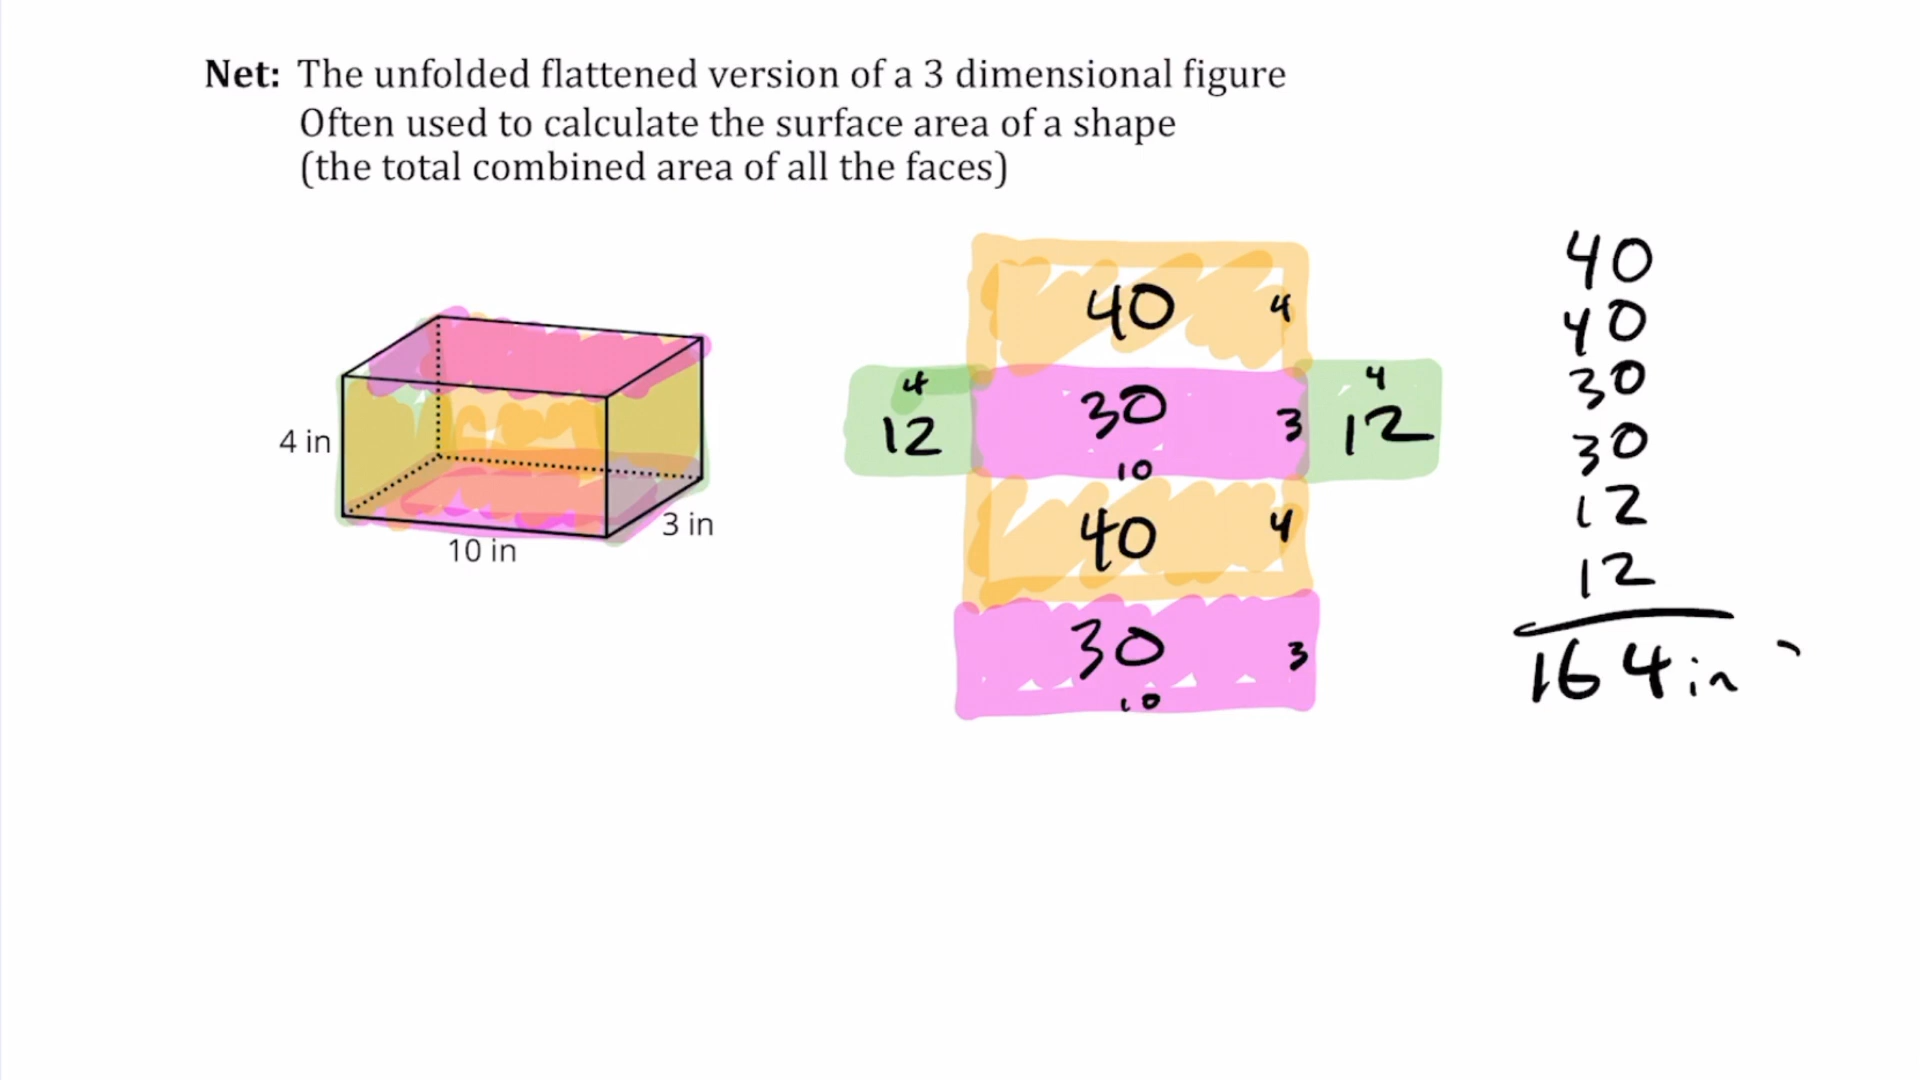 Net: The unfolded flattened version of a 3 dimensional figure
Often used to calculate the surface area of a shape
(the total combined area of all the faces)
4 in
10 in
3 in
40 4
4
12
30 3
10
4
12
40 4
30 3
10
40
40
30
30
12
12
164 in